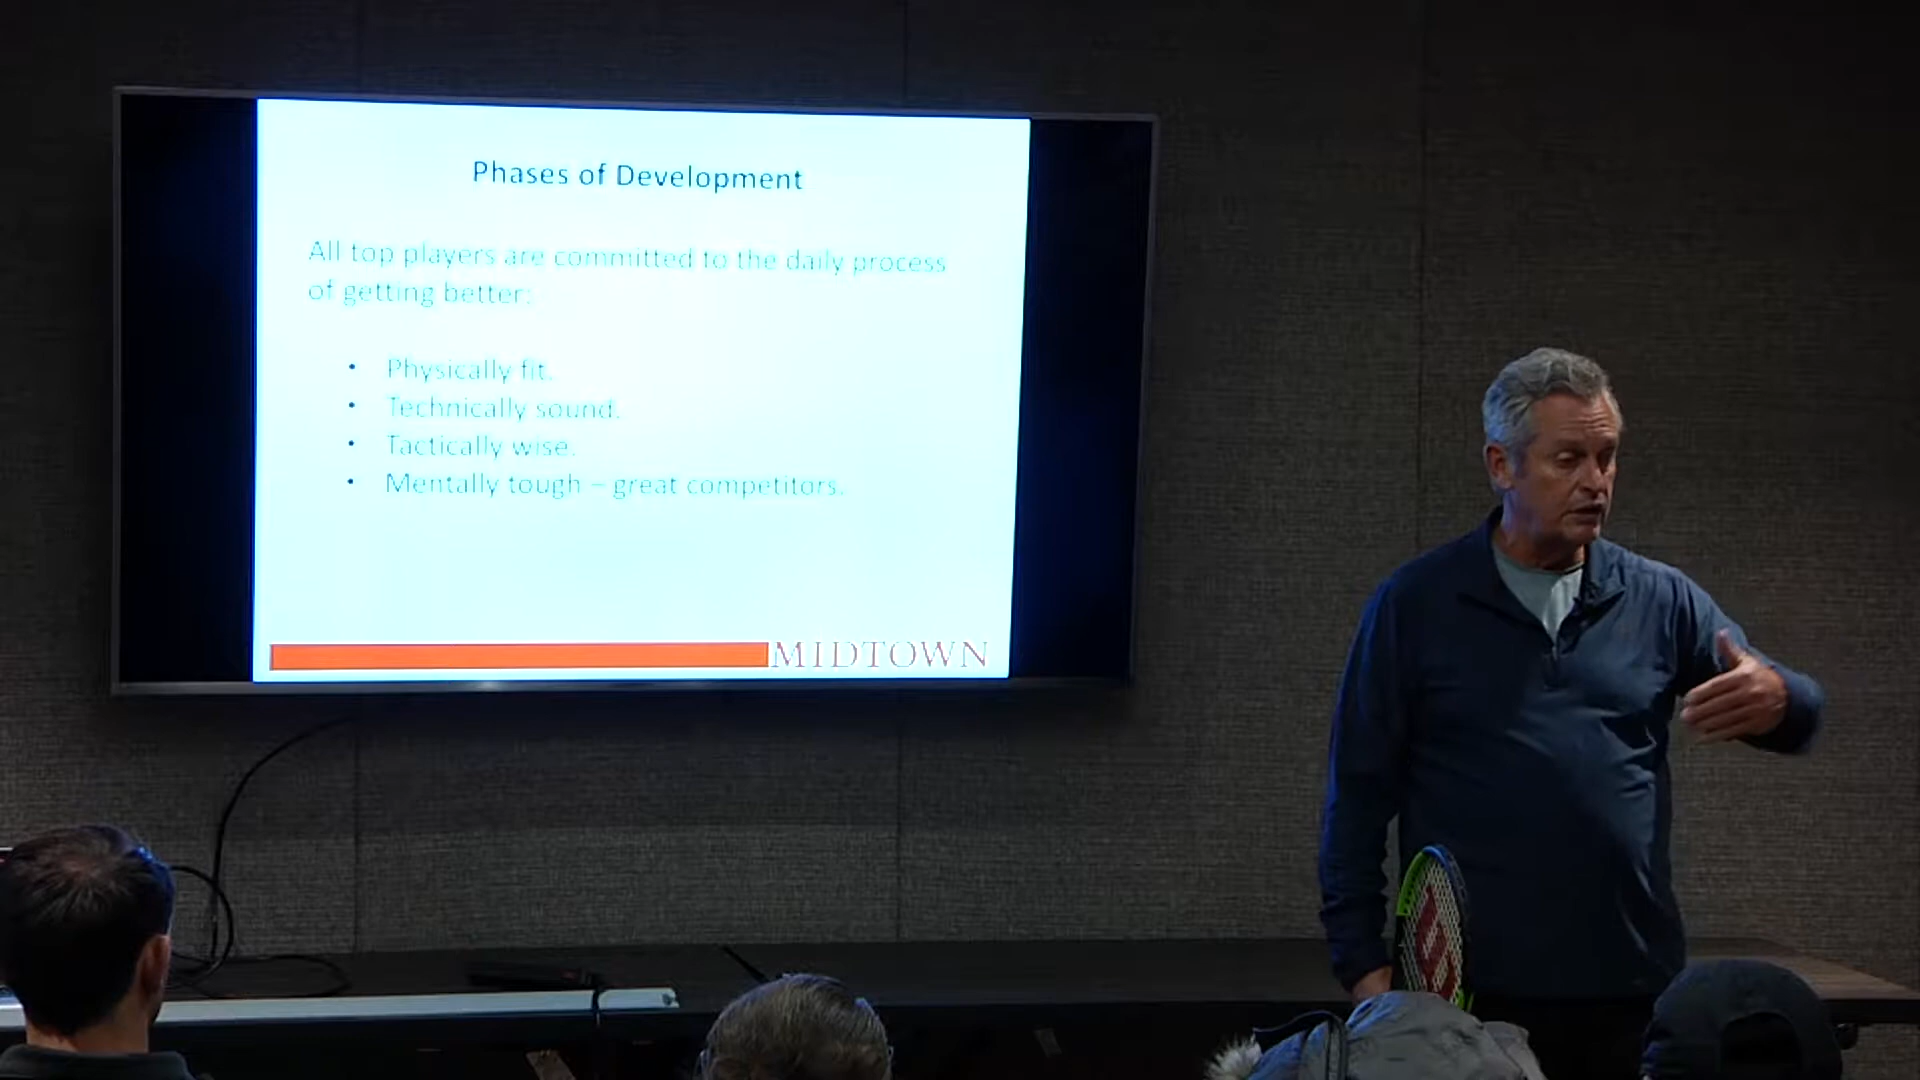 Phases of Development
All top players are committed to the daily process
of getting better:
• Physically fit.
• Technically sound.
• Tactically wise.
• Mentally tough – great competitors.
MIDTOWN